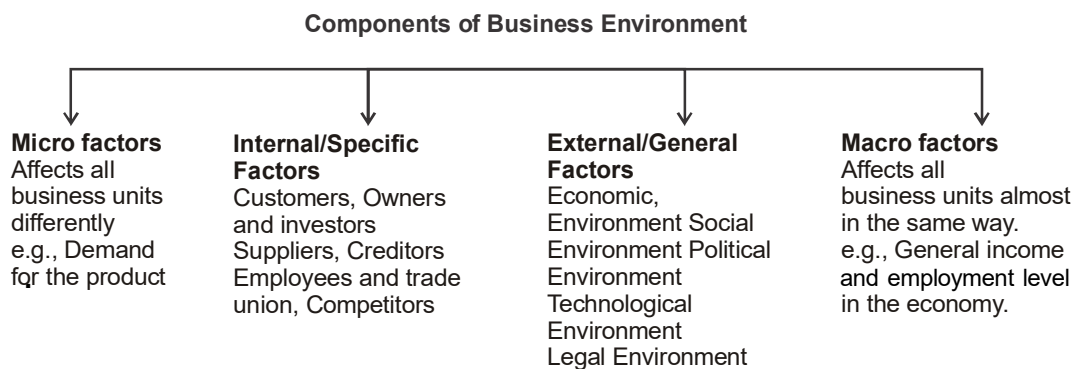 Components of Business Environment
Micro factors
Affects all
business units
differently
e.g., Demand
for the product
Internal/Specific
Factors
Customers, Owners
and investors
Suppliers, Creditors
Employees and trade
union, Competitors
External/General
Factors
Economic,
Environment Social
Environment Political
Environment
Technological
Environment
Legal Environment
Macro factors
Affects all
business units almost
in the same way.
e.g., General income
and employment level
in the economy.